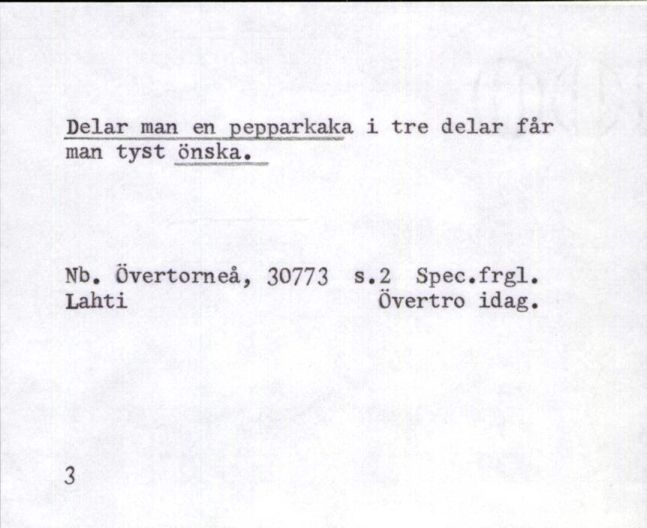 Delar man en pepparkaka i tre delar får
man tyst önska.
Nb. Övertorneå, 30773 s.2 Spec.frgl.
Lahti Övertro idag.
3